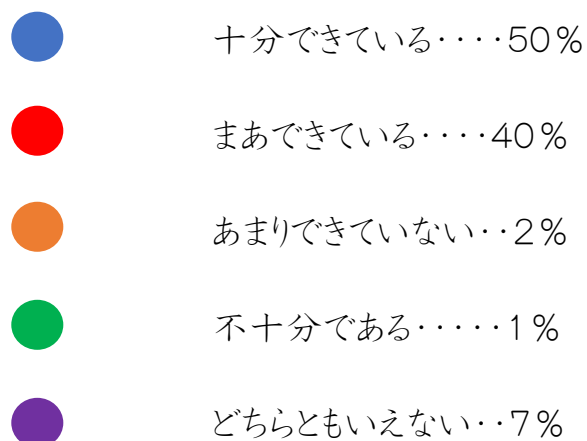 十分できている・・・・50％
まあできている・・・・40％
あまりできていない・・2％
不十分である・・・・・1％
どちらともいえない・・7％